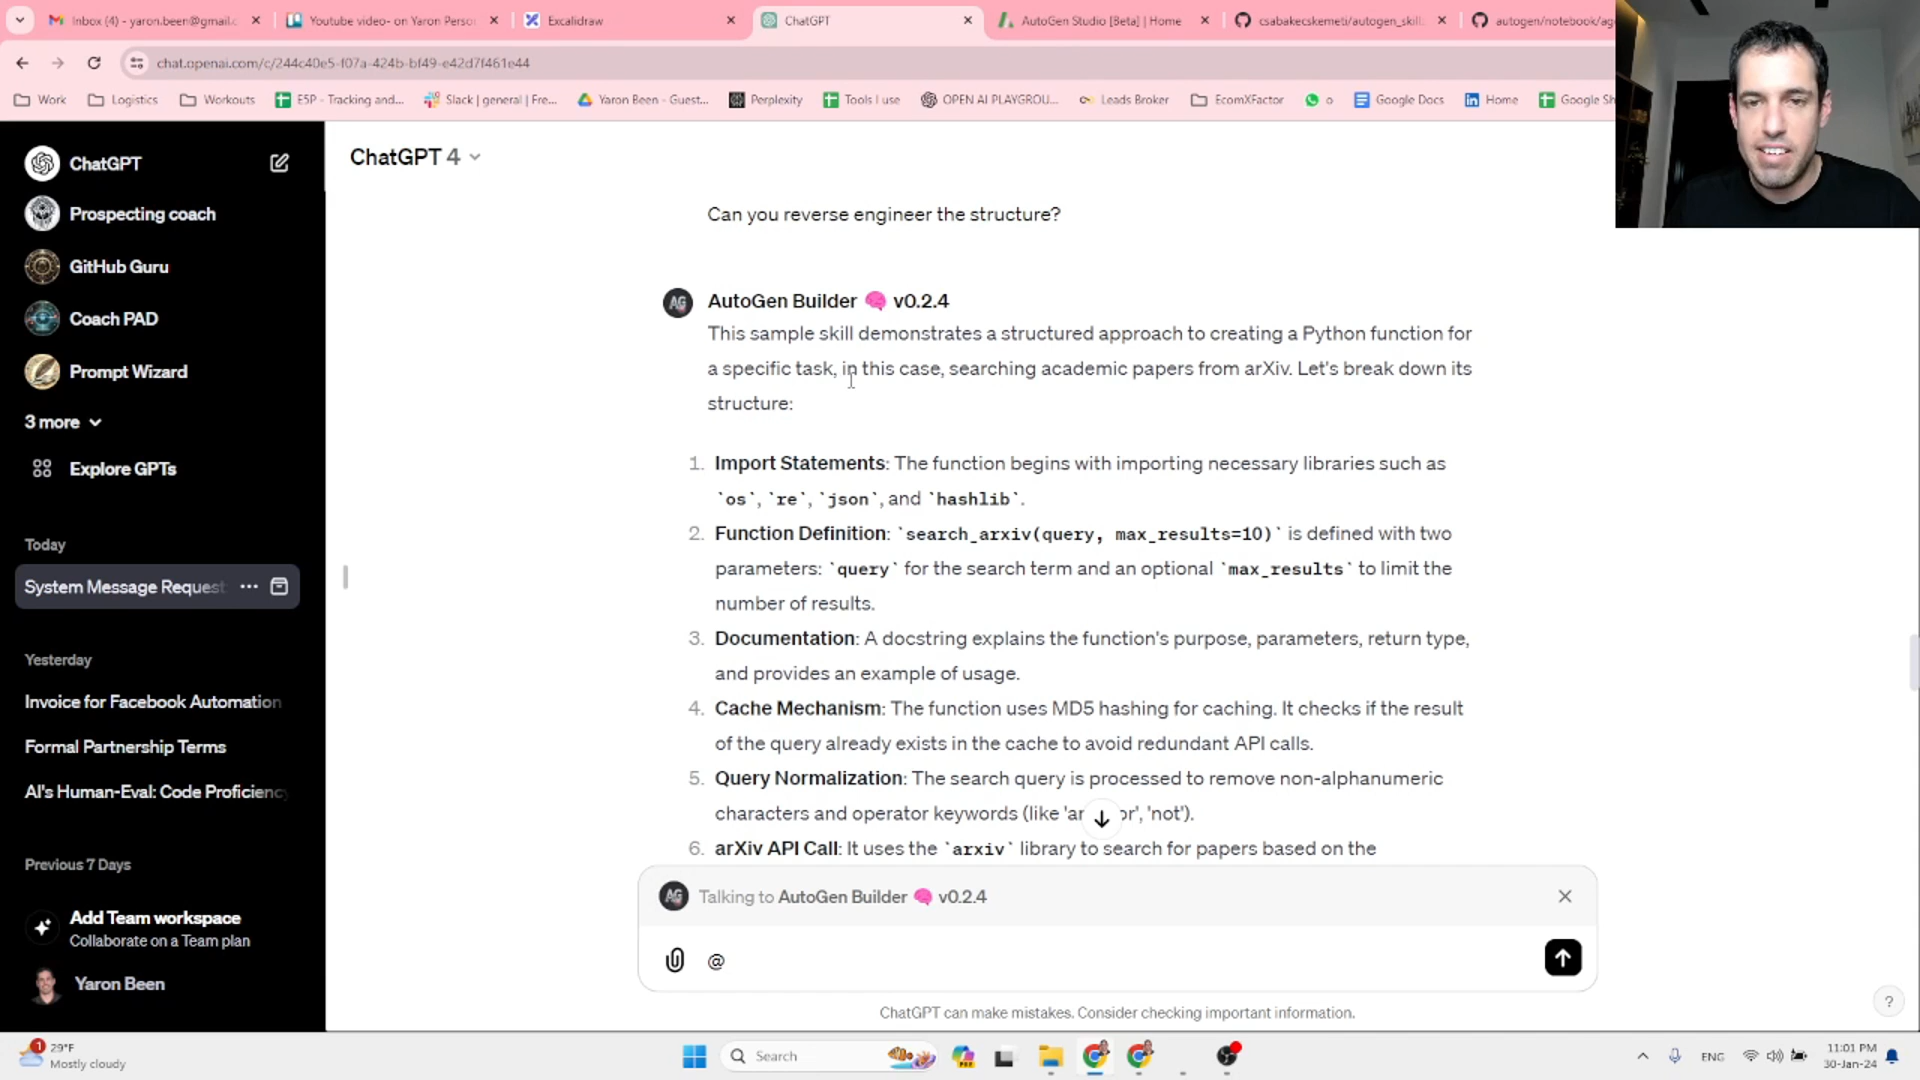 Inbox (4) - yaron.been@gmail.c
Youtube video- on Yaron Perso
Excalidraw
ChatGPT
AutoGen Studio [Beta] | Home
csabakecskemeti/autogen_skill
autogen/notebook/ag
chat.openai.com/c/244c40e5-f07a-424b-bf49-e42d7f461e44
Work
Logistics
Workouts
E5P - Tracking and...
Slack | general | Fre...
Yaron Been - Guest...
Perplexity
Tools I use
OPEN AI PLAYGROU...
Leads Broker
EcomXFactor
o
Google Docs
Home
Google Sh
ChatGPT
Prospecting coach
GitHub Guru
Coach PAD
Prompt Wizard
3 more
Explore GPTs
Today
System Message Request
Yesterday
Invoice for Facebook Automation
Formal Partnership Terms
AI's Human-Eval: Code Proficiency
Previous 7 Days
Add Team workspace
Collaborate on a Team plan
Yaron Been
ChatGPT 4
Can you reverse engineer the structure?
AG
AutoGen Builder 🧠 v0.2.4
This sample skill demonstrates a structured approach to creating a Python function for
a specific task, in this case, searching academic papers from arXiv. Let's break down its
structure:
1. Import Statements: The function begins with importing necessary libraries such as
`os`, `re`, `json`, and `hashlib`.
2. Function Definition: `search_arxiv(query, max_results=10)` is defined with two
parameters: `query` for the search term and an optional `max_results` to limit the
number of results.
3. Documentation: A docstring explains the function's purpose, parameters, return type,
and provides an example of usage.
4. Cache Mechanism: The function uses MD5 hashing for caching. It checks if the result
of the query already exists in the cache to avoid redundant API calls.
5. Query Normalization: The search query is processed to remove non-alphanumeric
characters and operator keywords (like 'an or', 'not').
6. arXiv API Call: It uses the `arxiv` library to search for papers based on the
AG
Talking to AutoGen Builder 🧠 v0.2.4
@
ChatGPT can make mistakes. Consider checking important information.
?
1
29°F
Mostly cloudy
Search
ENG
11:01 PM
30-Jan-24